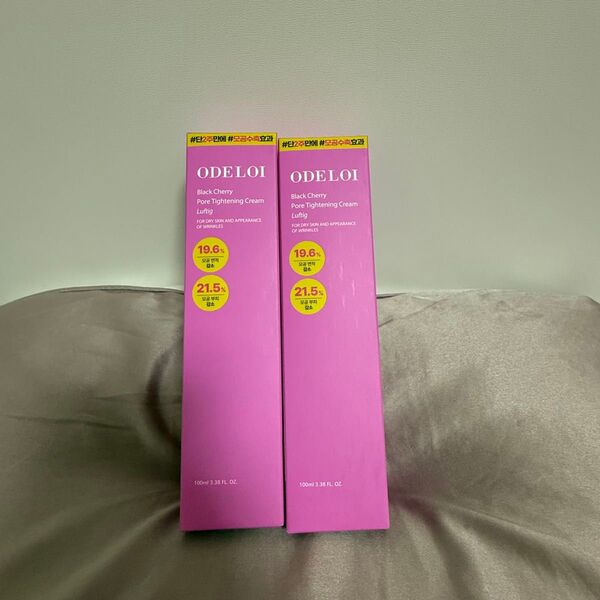 #단2주만에 #모공수축효과
ODELOI
Black Cherry
Pore Tightening Cream
Luftig
FOR DRY SKIN AND APPEARANCE
OF WRINKLES
19.6%
모공 면적
감소
21.5%
모공 부피
감소
100ml 3.38 FL. OZ.
#단2주만에 #모공수축효과
ODELOI
Black Cherry
Pore Tightening Cream
Luftig
FOR DRY SKIN AND APPEARANCE
OF WRINKLES
19.6%
모공 면적
감소
21.5%
모공 부피
감소
100ml 3.38 FL. OZ.